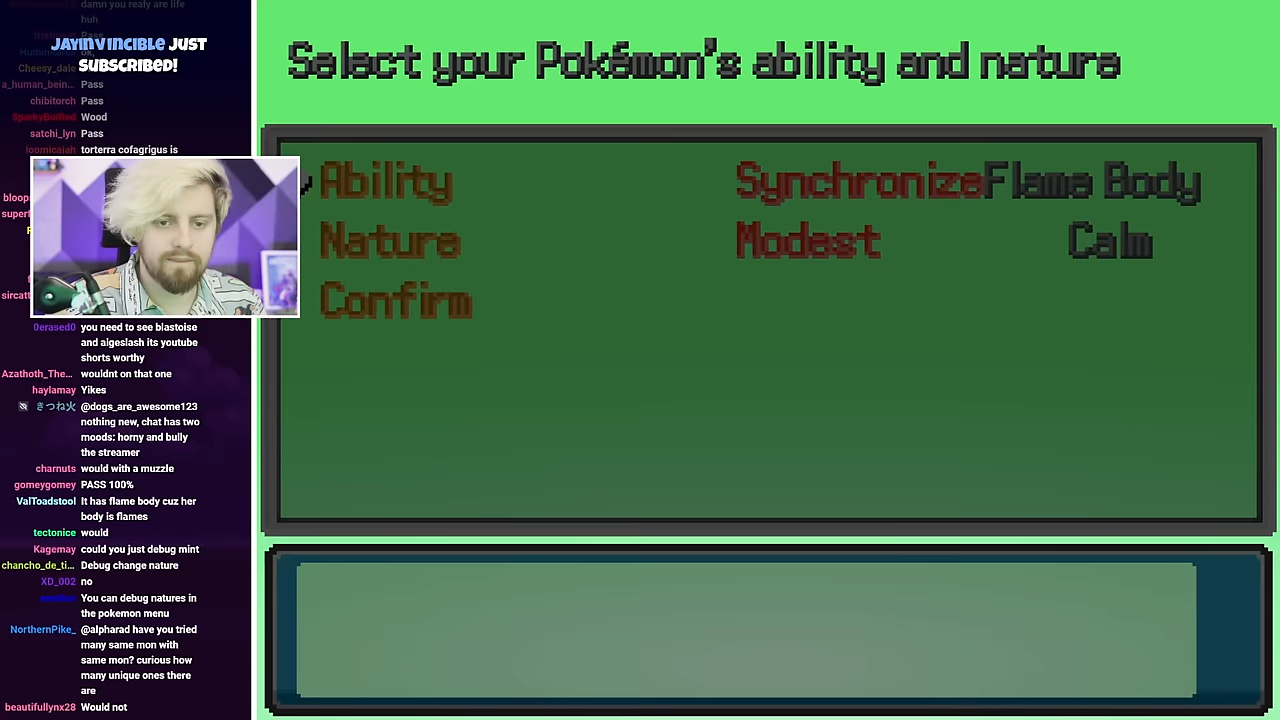 damn you realy are life
huh
Pass
JAYINVINCIBLE JUST
SUBSCRIBED!
ok,
Cheesy_dale
a_human_bein... Pass
chibitorch Pass
SparkyBoiRed Wood
satchi_lyn Pass
loomicaiah torterra cofagrigus is
0erased0 you need to see blastoise
and aigeslash its youtube
shorts worthy
Azathoth_The... wouldnt on that one
haylamay Yikes
きつね火 @dogs_are_awesome123
nothing new, chat has two
moods: horny and bully
the streamer
charnuts would with a muzzle
gomeygomey PASS 100%
ValToadstool It has flame body cuz her
body is flames
tectonice would
Kagemay could you just debug mint
chancho_de_ti... Debug change nature
XD_002 no
You can debug natures in
the pokemon menu
NorthernPike_ @alpharad have you tried
many same mon with
same mon? curious how
many unique ones there
are
beautifullynx28 Would not
Select your Pokémon's ability and nature
Ability Synchronize Flame Body
Nature Modest Calm
Confirm